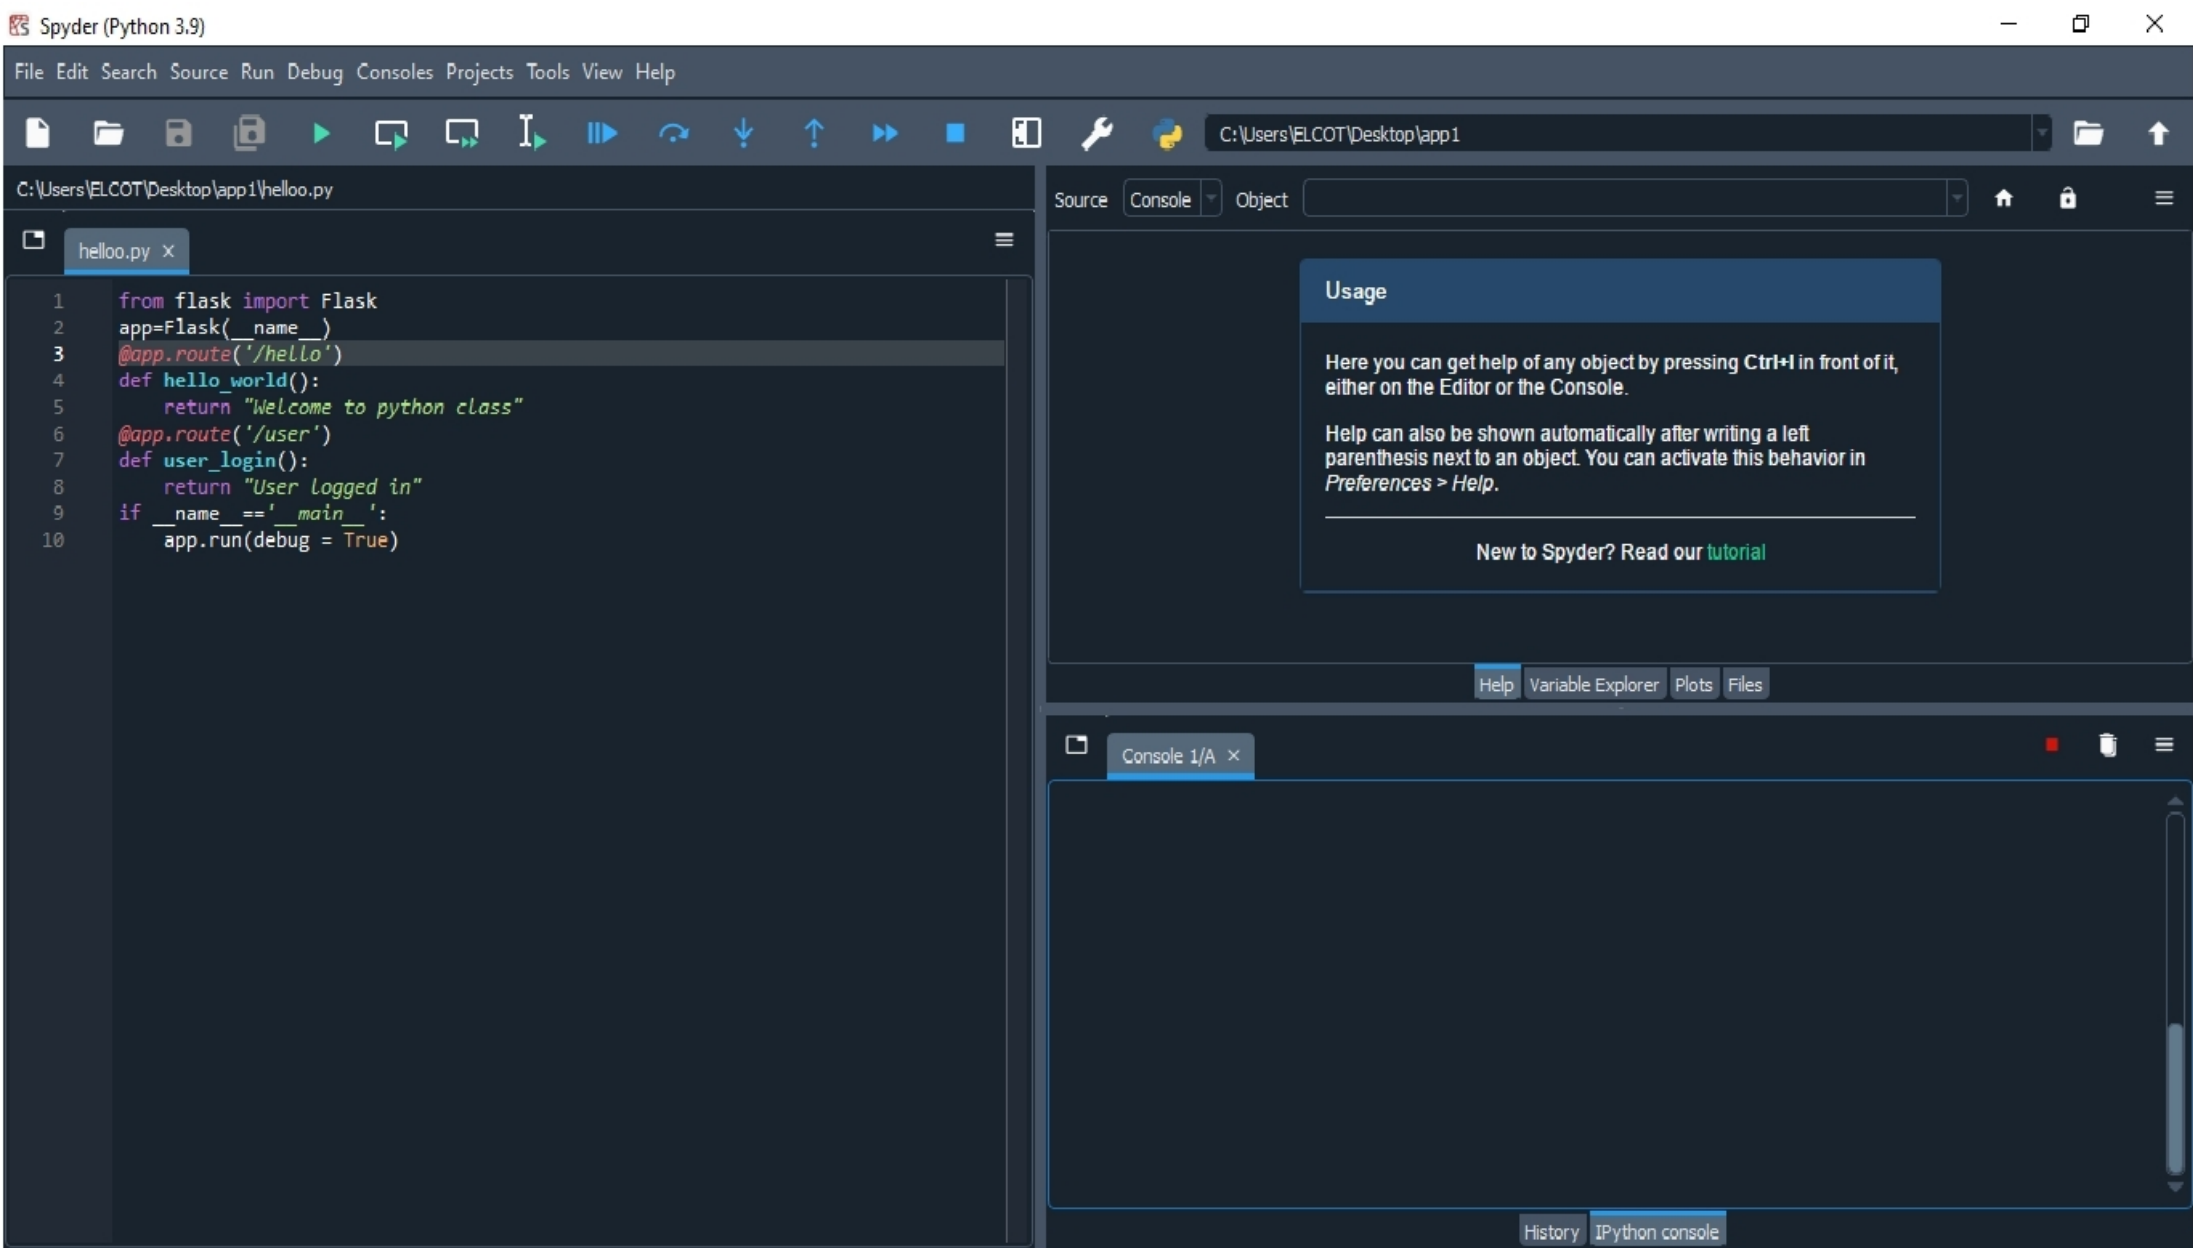 Spyder (Python 3.9)
File Edit Search Source Run Debug Consoles Projects Tools View Help
C:\Users\ELCOT\Desktop\app1
C:\Users\ELCOT\Desktop\app1\helloo.py
helloo.py
1 from flask import Flask
2 app=Flask(__name__)
3 @app.route('/hello')
4 def hello_world():
5 return "Welcome to python class"
6 @app.route('/user')
7 def user_login():
8 return "User logged in"
9 if __name__=='__main__':
10 app.run(debug = True)
Source Console Object
Usage
Here you can get help of any object by pressing Ctrl+I in front of it,
either on the Editor or the Console.
Help can also be shown automatically after writing a left
parenthesis next to an object. You can activate this behavior in
Preferences > Help.
New to Spyder? Read our tutorial
Help Variable Explorer Plots Files
Console 1/A
History IPython console